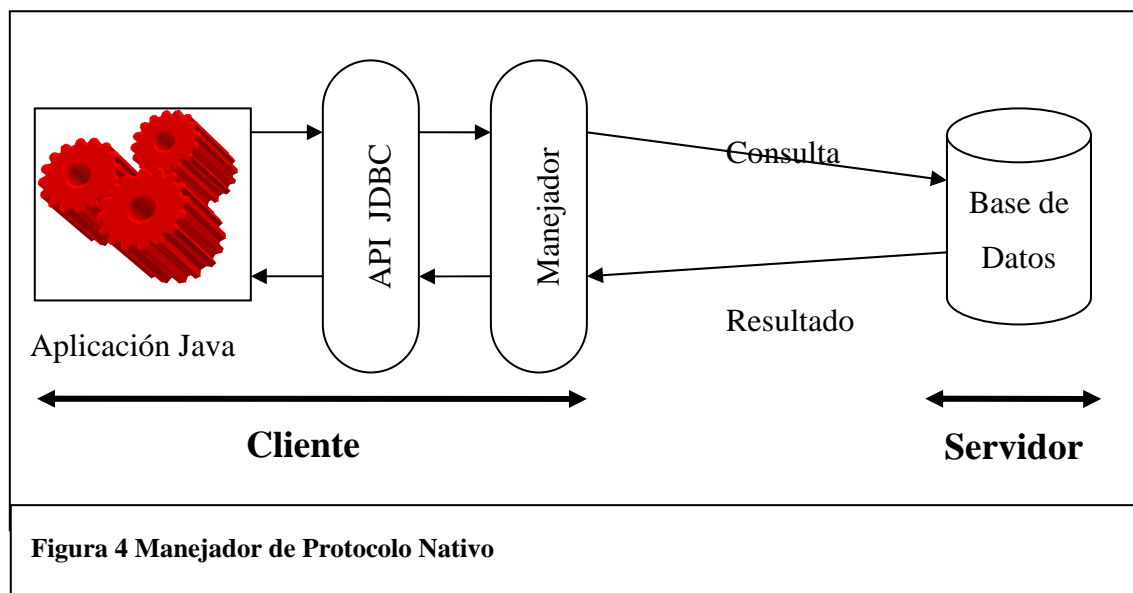 API JDBC
Manejador
Consulta
Base de
Datos
Resultado
Aplicación Java
Cliente
Servidor
Figura 4 Manejador de Protocolo Nativo